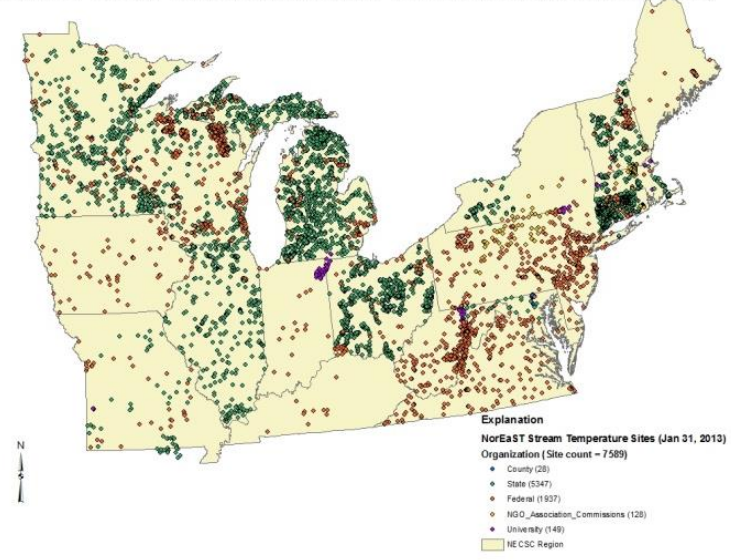 N
Explanation
NorEaST Stream Temperature Sites (Jan 31, 2013)
Organization (Site count = 7589)
County (28)
State (5347)
Federal (1937)
NGO_Association_Commissions (128)
University (149)
NECSC Region